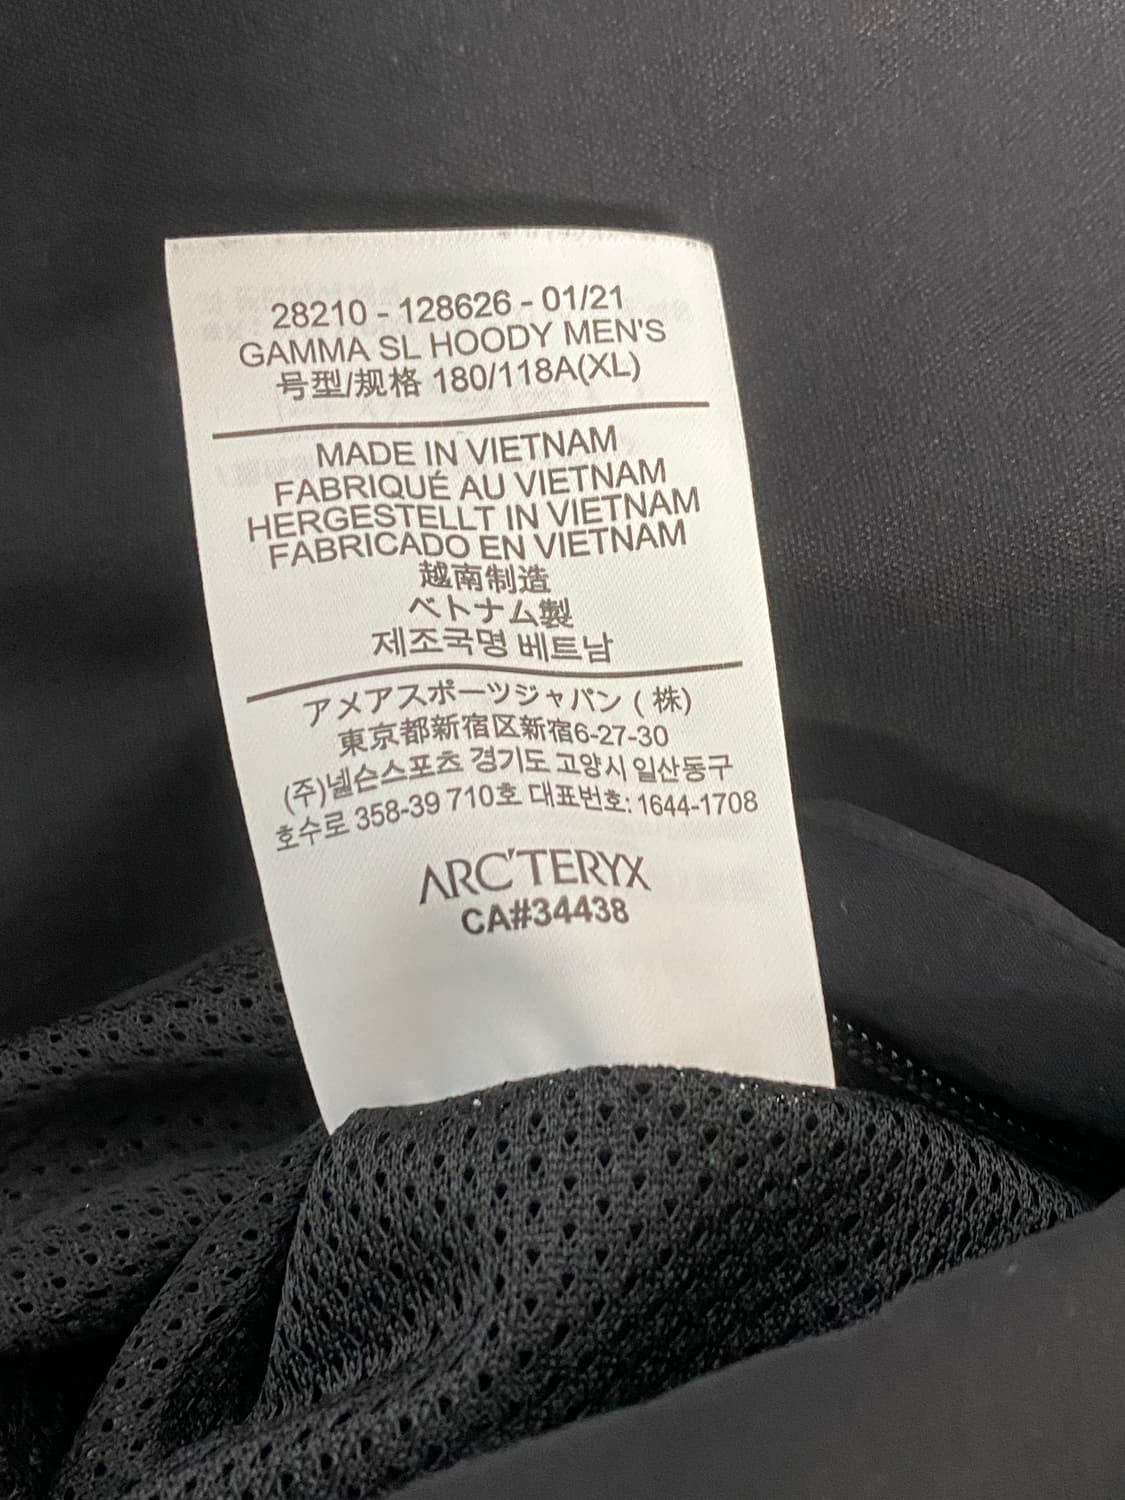 28210 - 128626 - 01/21
GAMMA SL HOODY MEN'S
号型/规格 180/118A(XL)
MADE IN VIETNAM
FABRIQUÉ AU VIETNAM
HERGESTELLT IN VIETNAM
FABRICADO EN VIETNAM
越南制造
ベトナム製
제조국명 베트남
アメアスポーツジャパン ( 株)
東京都新宿区新宿6-27-30
(주)넬슨스포츠 경기도 고양시 일산동구
호수로 358-39 710호 대표번호: 1644-1708
ARC'TERYX
CA#34438